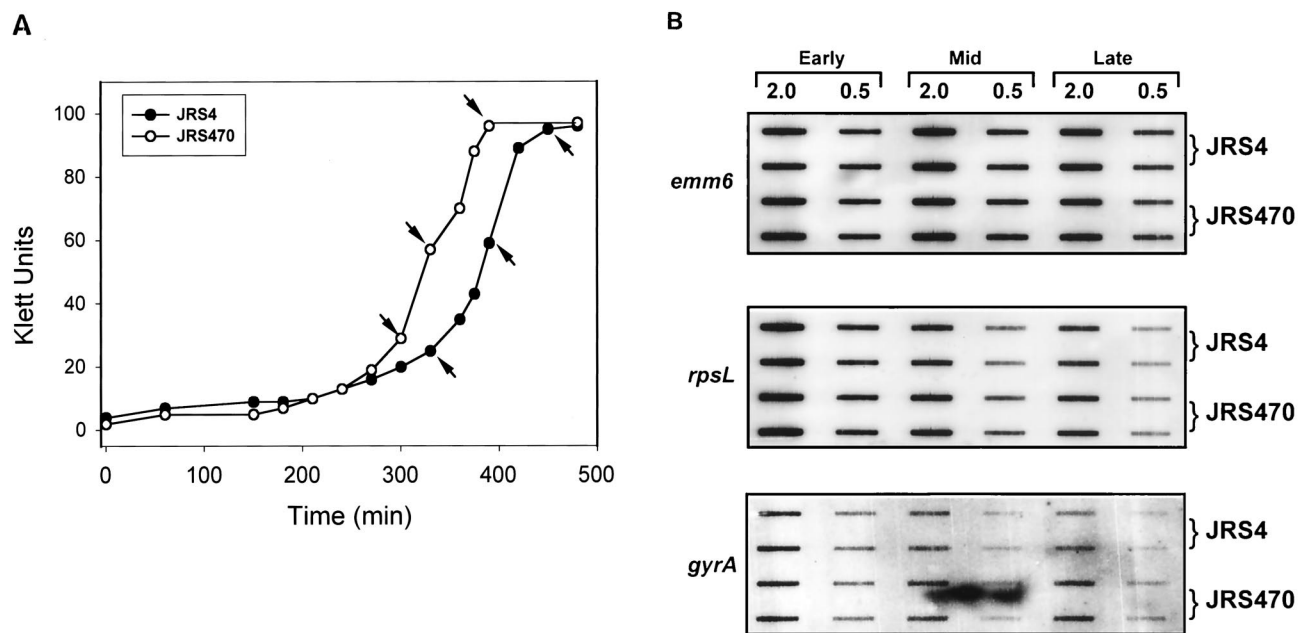 A
JRS4
JRS470
Klett Units
100
80
60
40
20
0
0 100 200 300 400 500
Time (min)
B
Early Mid Late
2.0 0.5 2.0 0.5 2.0 0.5
emm6
JRS4
JRS470
rpsL
JRS4
JRS470
gyrA
JRS4
JRS470